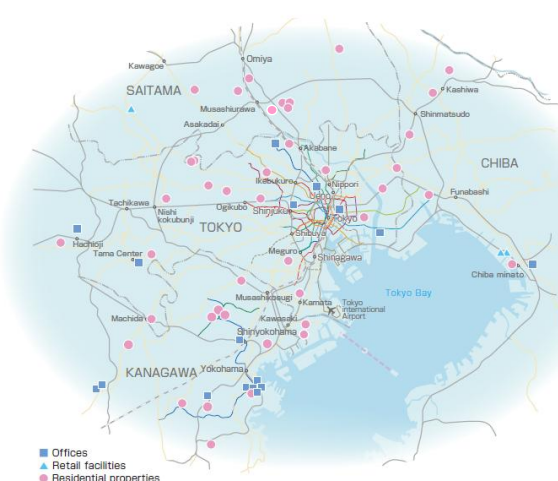 Omiya
Kawagoe
SAITAMA
Kashiwa
Musashiurawa
Asakadai
Shinmatsudo
Akabane
CHIBA
Ikebukuro
Nippori
Ueno
Funabashi
Tachikawa
Nishi
kokubunji
Ogikubo
Shinjuku
TOKYO
Tokyo
Shibuya
Hachioji
Tama Center
Meguro
Shinagawa
Chiba minato
Tokyo Bay
Musashikosugi
Kamata
Tokyo
international
Airport
Machida
Kawasaki
Shinyokohama
KANAGAWA
Yokohama
Offices
Retail facilities
Residential properties